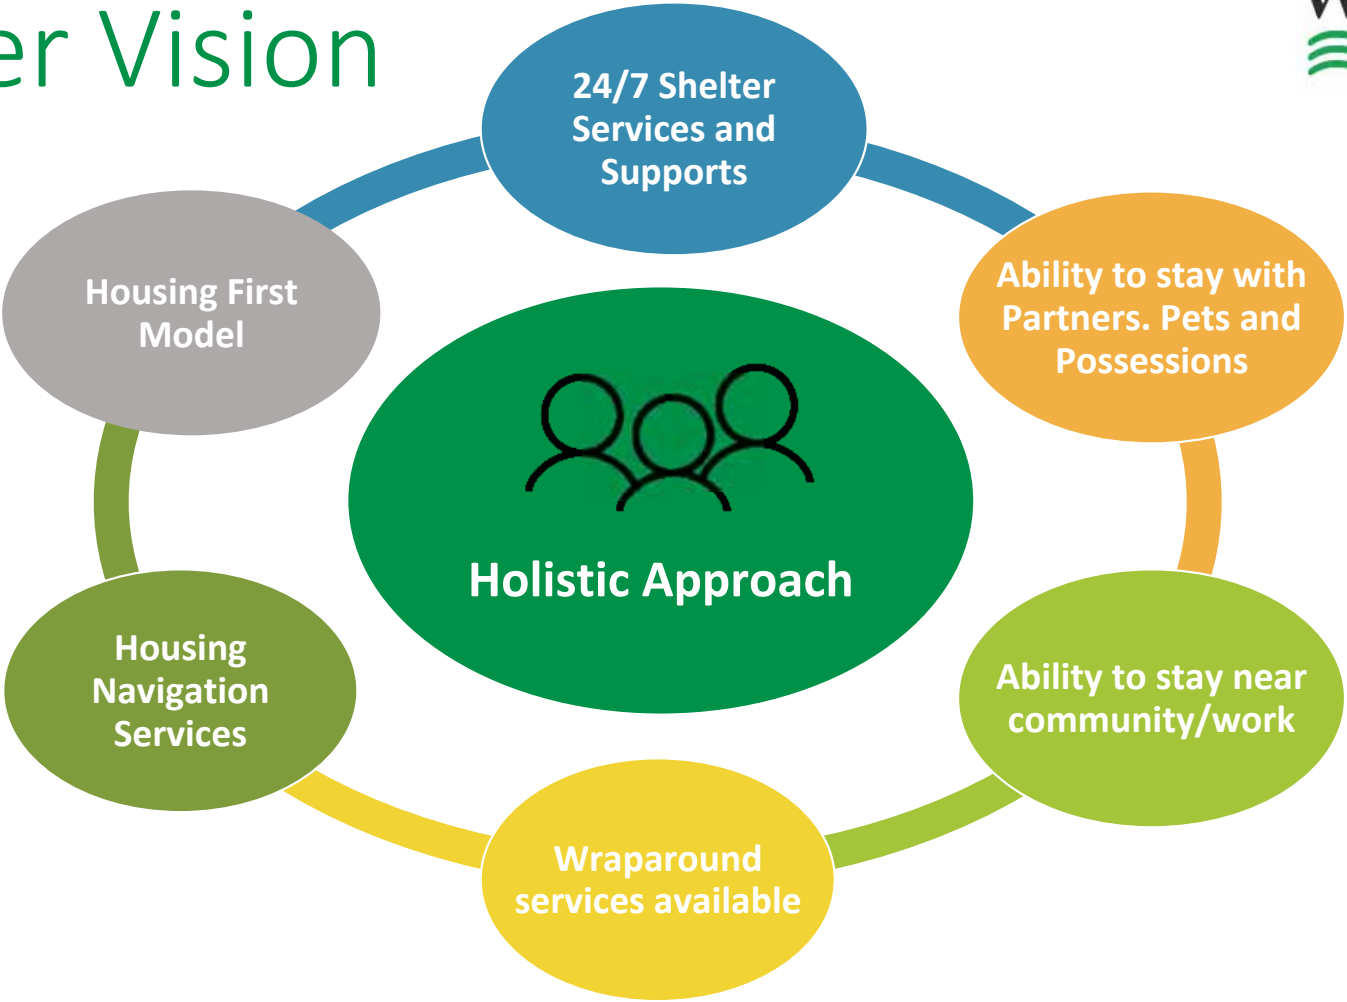 er Vision
24/7 Shelter
Services and
Supports
Ability to stay with
Partners. Pets and
Possessions
Ability to stay near
community/work
Wraparound
services available
Housing
Navigation
Services
Housing First
Model
Holistic Approach